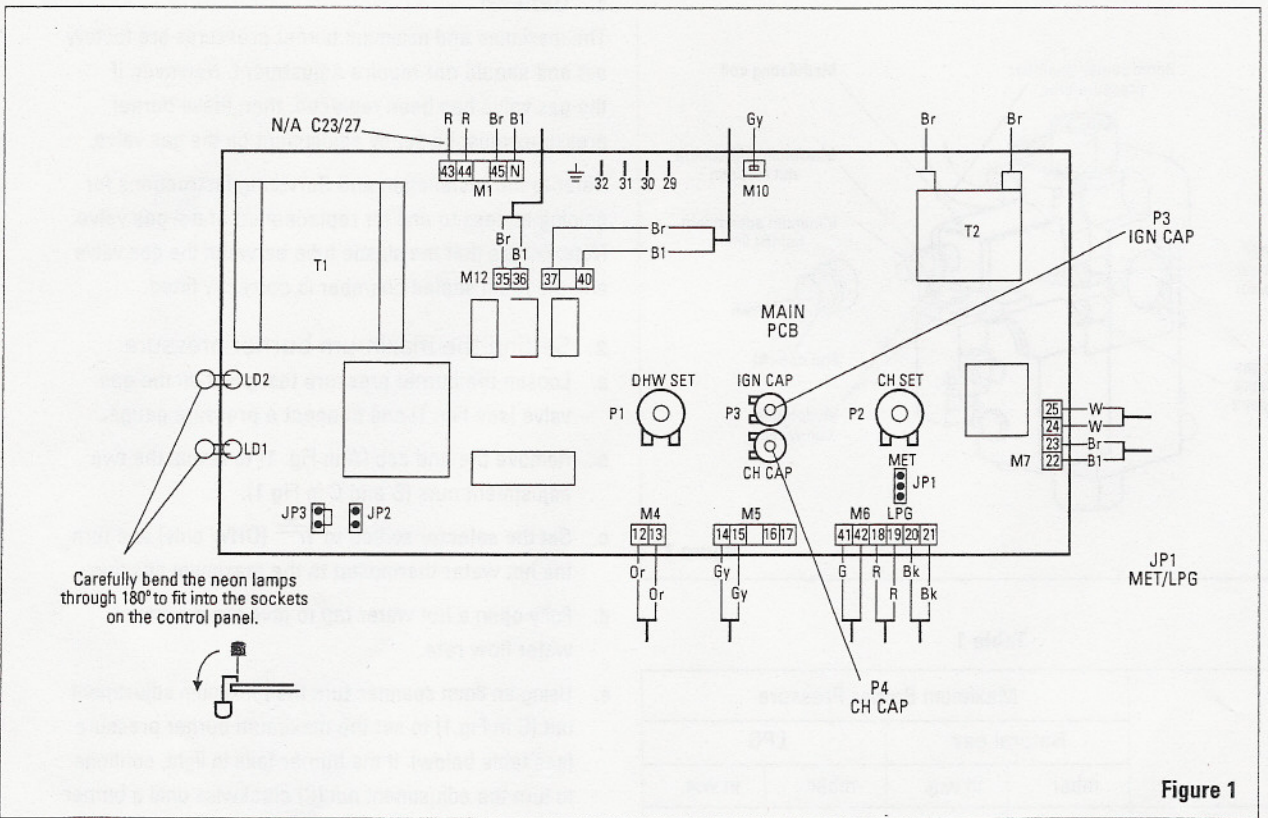 N/A C23/27
R R Br B1
43 44 45 N
M1
32 31 30 29
Gy
M10
Br Br
T2
P3
IGN CAP
T1
Br
B1
M12 35 36 37 40
Br
B1
MAIN
PCB
LD2
LD1
DHW SET
P1
IGN CAP
P3
CH CAP
CH SET
P2
MET
JP1
LPG
25 W
24 W
23 Br
22 B1
M7
JP3 JP2
M4
12 13
Or
Or
M5
14 15 16 17
Gy
Gy
M6
41 42 18 19 20 21
G R Bk
R Bk
JP1
MET/LPG
Carefully bend the neon lamps
through 180° to fit into the sockets
on the control panel.
P4
CH CAP
Figure 1